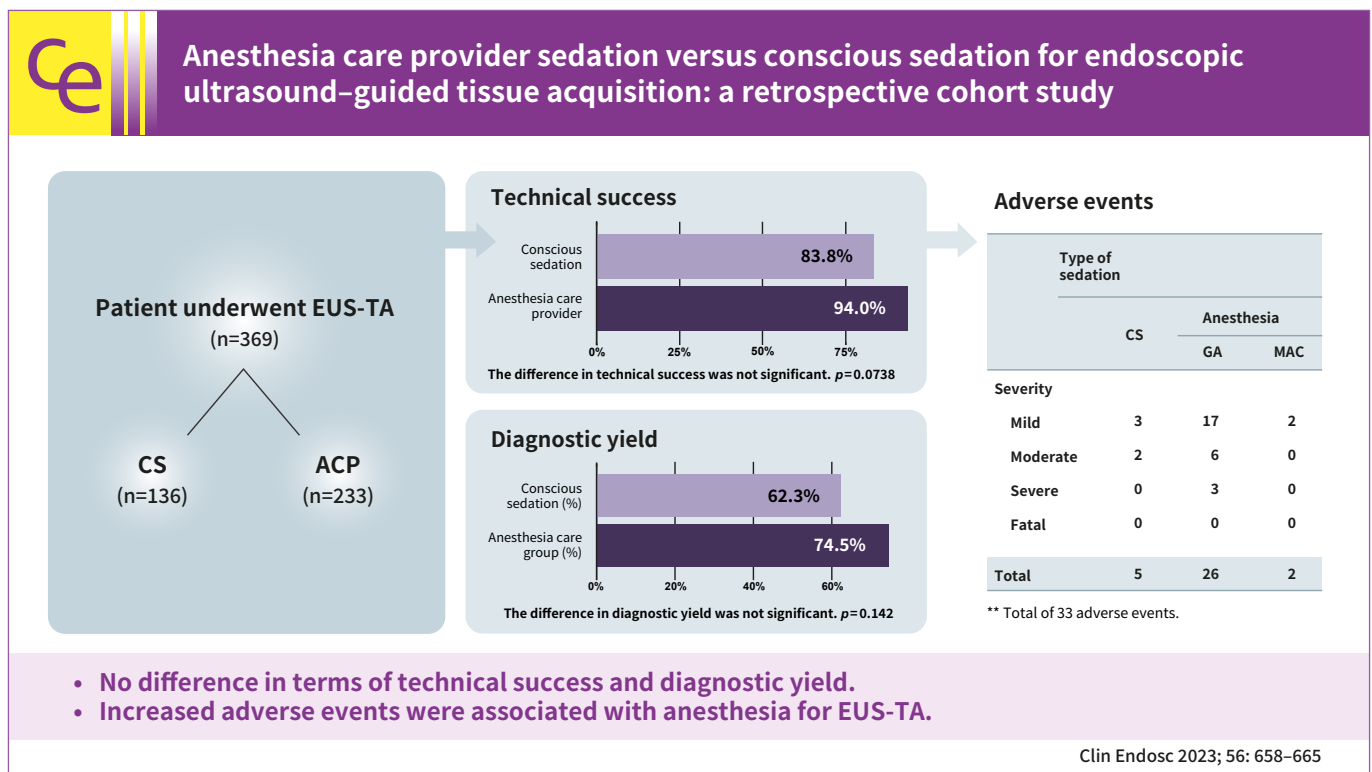 Ce
Anesthesia care provider sedation versus conscious sedation for endoscopic
ultrasound–guided tissue acquisition: a retrospective cohort study
Patient underwent EUS-TA
(n=369)
CS
(n=136)
ACP
(n=233)
Technical success
Conscious
sedation
83.8%
Anesthesia care
provider
94.0%
0% 25% 50% 75%
The difference in technical success was not significant. p=0.0738
Diagnostic yield
Conscious
sedation (%)
62.3%
Anesthesia care
group (%)
74.5%
0% 20% 40% 60%
The difference in diagnostic yield was not significant. p=0.142
Adverse events
Type of
sedation
CS
Anesthesia
GA MAC
Severity
Mild 3 17 2
Moderate 2 6 0
Severe 0 3 0
Fatal 0 0 0
Total 5 26 2
** Total of 33 adverse events.
• No difference in terms of technical success and diagnostic yield.
• Increased adverse events were associated with anesthesia for EUS-TA.
Clin Endosc 2023; 56: 658–665